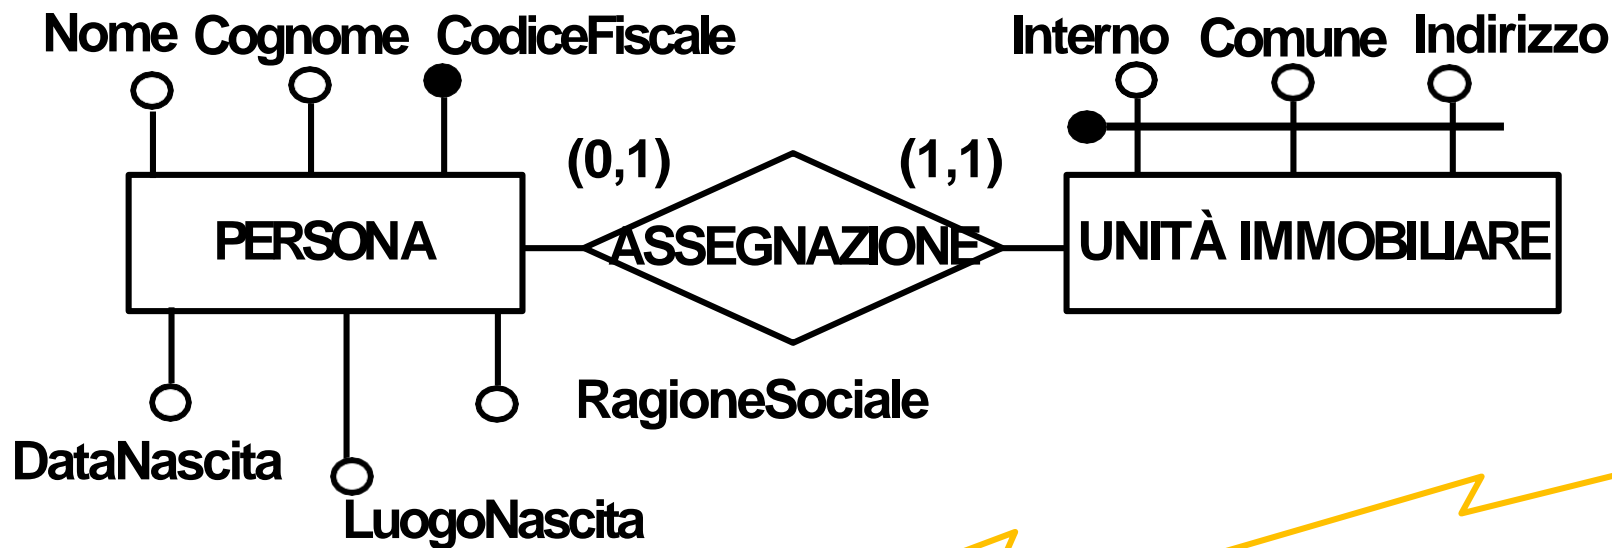 Nome Cognome CodiceFiscale Interno Comune Indirizzo
(0,1) (1,1)
PERSONA ASSEGNAZIONE UNITÀ IMMOBILIARE
RagioneSociale
DataNascita
LuogoNascita